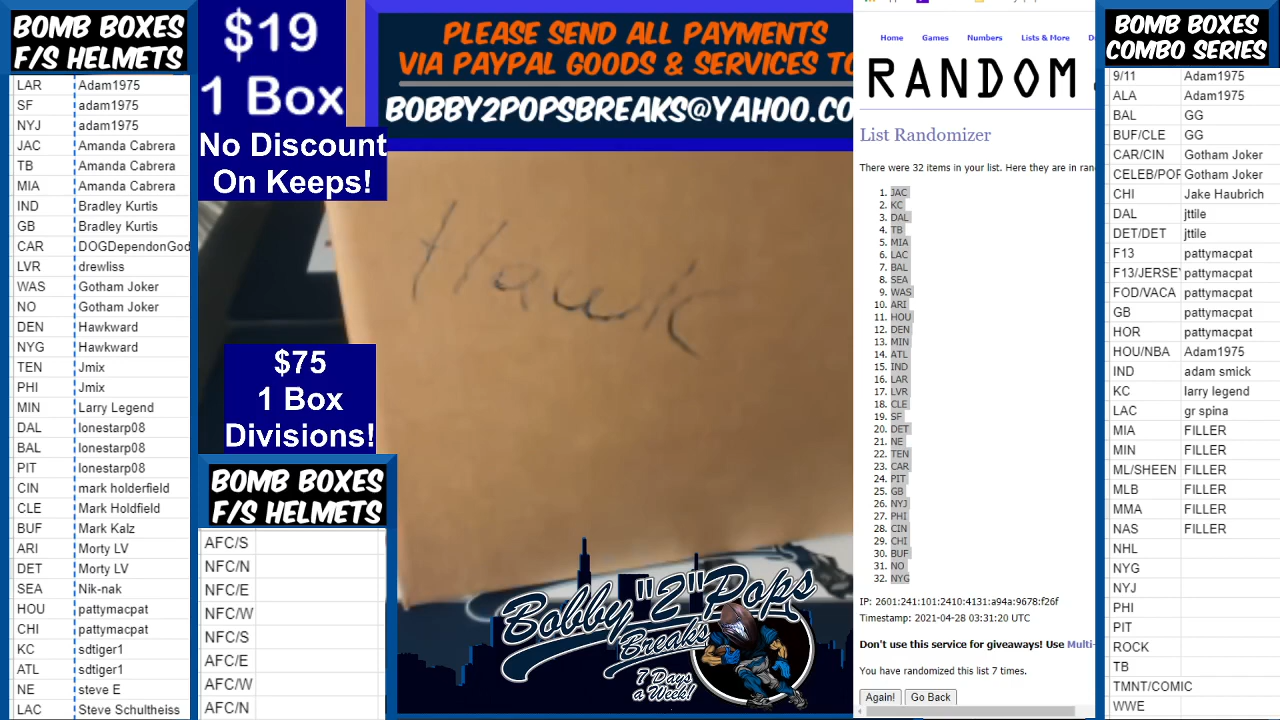 BOMB BOXES
F/S HELMETS
LAR Adam1975
SF adam1975
NYJ adam1975
JAC Amanda Cabrera
TB Amanda Cabrera
MIA Amanda Cabrera
IND Bradley Kurtis
GB Bradley Kurtis
CAR DOGDependonGod
LVR drewliss
WAS Gotham Joker
NO Gotham Joker
DEN Hawkward
NYG Hawkward
TEN Jmix
PHI Jmix
MIN Larry Legend
DAL lonestarp08
BAL lonestarp08
PIT lonestarp08
CIN mark holderfield
CLE Mark Holdfield
BUF Mark Kalz
ARI Morty LV
DET Morty LV
SEA Nik-nak
HOU pattymacpat
CHI pattymacpat
KC sdtiger1
ATL sdtiger1
NE steve E
LAC Steve Schultheiss
$19
1 Box
No Discount
On Keeps!
$75
1 Box
Divisions!
BOMB BOXES
F/S HELMETS
AFC/S
NFC/N
NFC/E
NFC/W
NFC/S
AFC/E
AFC/W
AFC/N
PLEASE SEND ALL PAYMENTS
VIA PAYPAL GOODS & SERVICES TO
BOBBY2POPSBREAKS@YAHOO.CO
Hawk
Bobby "2" Pops
Breaks
7 Days
a Week!
Home Games Numbers Lists & More
RANDOM
List Randomizer
There were 32 items in your list. Here they are in ran
1. JAC
2. KC
3. DAL
4. TB
5. MIA
6. LAC
7. BAL
8. SEA
9. WAS
10. ARI
11. HOU
12. DEN
13. MIN
14. ATL
15. IND
16. LAR
17. LVR
18. CLE
19. SF
20. DET
21. NE
22. TEN
23. CAR
24. PIT
25. GB
26. NYJ
27. PHI
28. CIN
29. CHI
30. BUF
31. NO
32. NYG
IP: 2601:241:101:2410:4131:a94a:9678:f26f
Timestamp: 2021-04-28 03:31:20 UTC
Don't use this service for giveaways! Use Multi-
You have randomized this list 7 times.
Again! Go Back
BOMB BOXES
COMBO SERIES
9/11 Adam1975
ALA Adam1975
BAL GG
BUF/CLE GG
CAR/CIN Gotham Joker
CELEB/POP Gotham Joker
CHI Jake Haubrich
DAL jttile
DET/DET jttile
F13 pattymacpat
F13/JERSEY pattymacpat
FOD/VACA pattymacpat
GB pattymacpat
HOR pattymacpat
HOU/NBA Adam1975
IND adam smick
KC larry legend
LAC gr spina
MIA FILLER
MIN FILLER
ML/SHEEN FILLER
MLB FILLER
MMA FILLER
NAS FILLER
NHL
NYG
NYJ
PHI
PIT
ROCK
TB
TMNT/COMIC
WWE